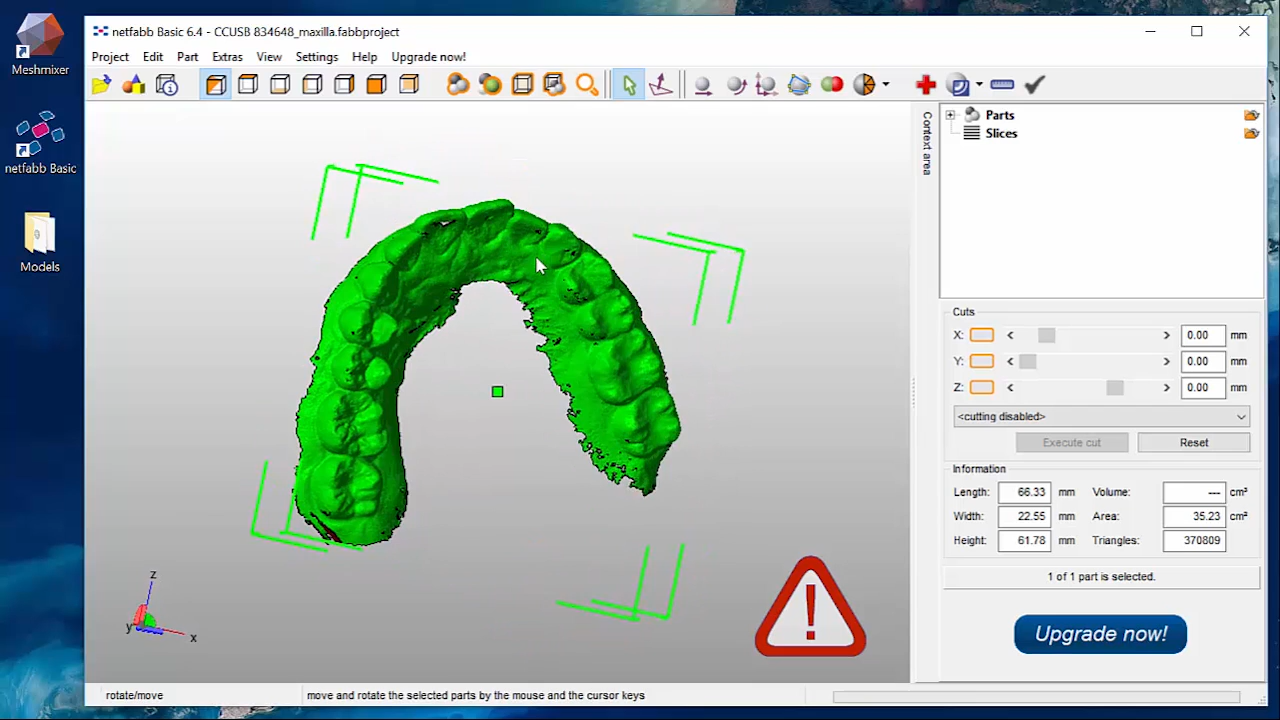 Meshmixer
netfabb Basic
Models
netfabb Basic 6.4 - CCUSB 834648_maxilla.fabbproject
Project Edit Basic Part Extras View Settings Help Upgrade now!
Context area
Parts
Slices
Cuts
X: < > 0.00 mm
Y: < > 0.00 mm
Z: < > 0.00 mm
<cutting disabled>
Execute cut Reset
Information
Length: 66.33 mm Volume: --- cm³
Width: 22.55 mm Area: 35.23 cm²
Height: 61.78 mm Triangles: 370809
1 of 1 part is selected.
Upgrade now!
!
z
y
x
rotate/move
move and rotate the selected parts by the mouse and the cursor keys